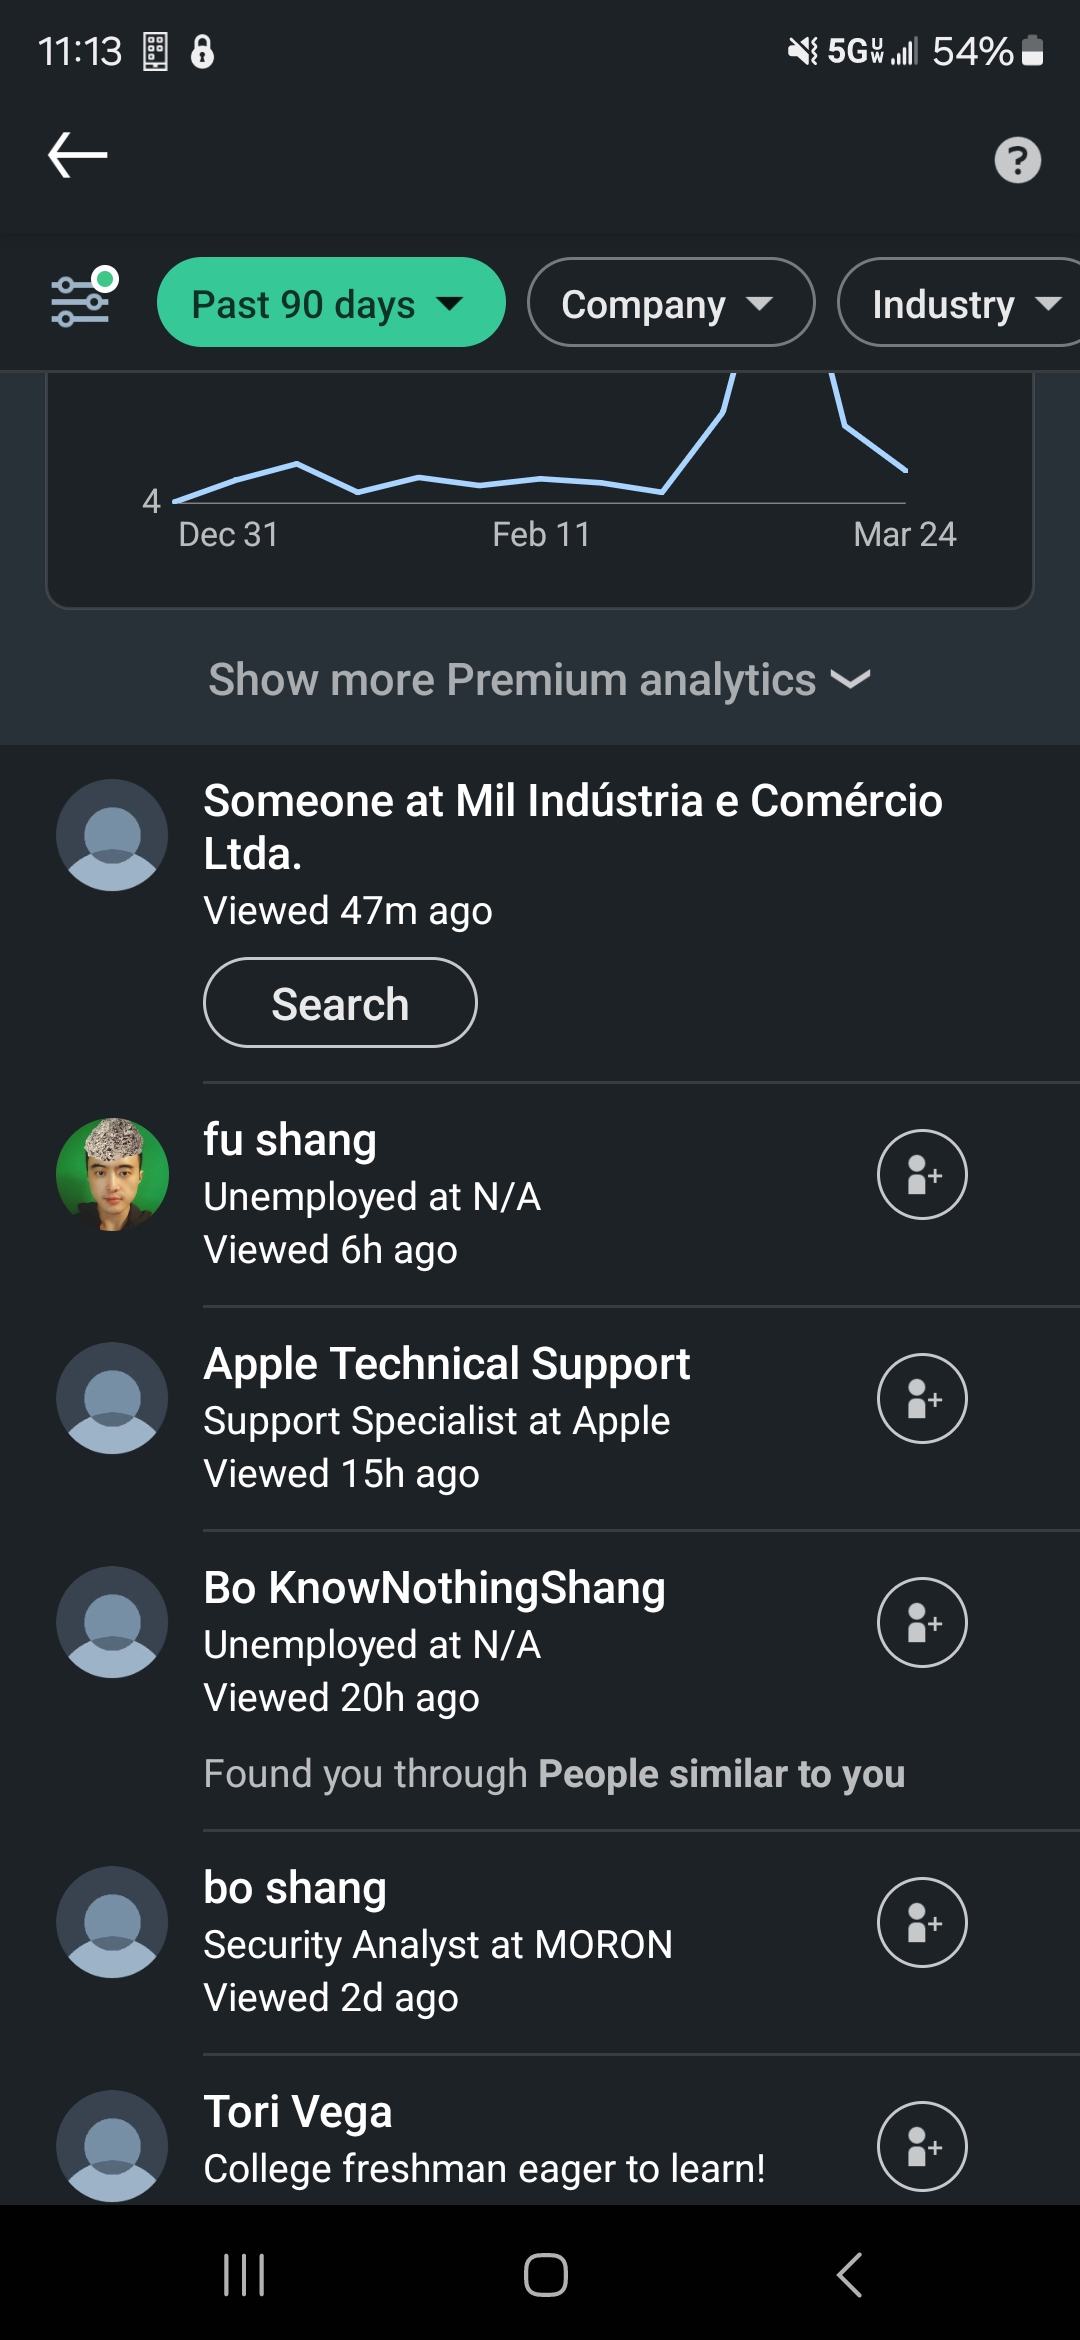 11:13
5G UW 54%
?
Past 90 days
Company
Industry
4
Dec 31
Feb 11
Mar 24
Show more Premium analytics
Someone at Mil Indústria e Comércio
Ltda.
Viewed 47m ago
Search
fu shang
Unemployed at N/A
Viewed 6h ago
Apple Technical Support
Support Specialist at Apple
Viewed 15h ago
Bo KnowNothingShang
Unemployed at N/A
Viewed 20h ago
Found you through People similar to you
bo shang
Security Analyst at MORON
Viewed 2d ago
Tori Vega
College freshman eager to learn!